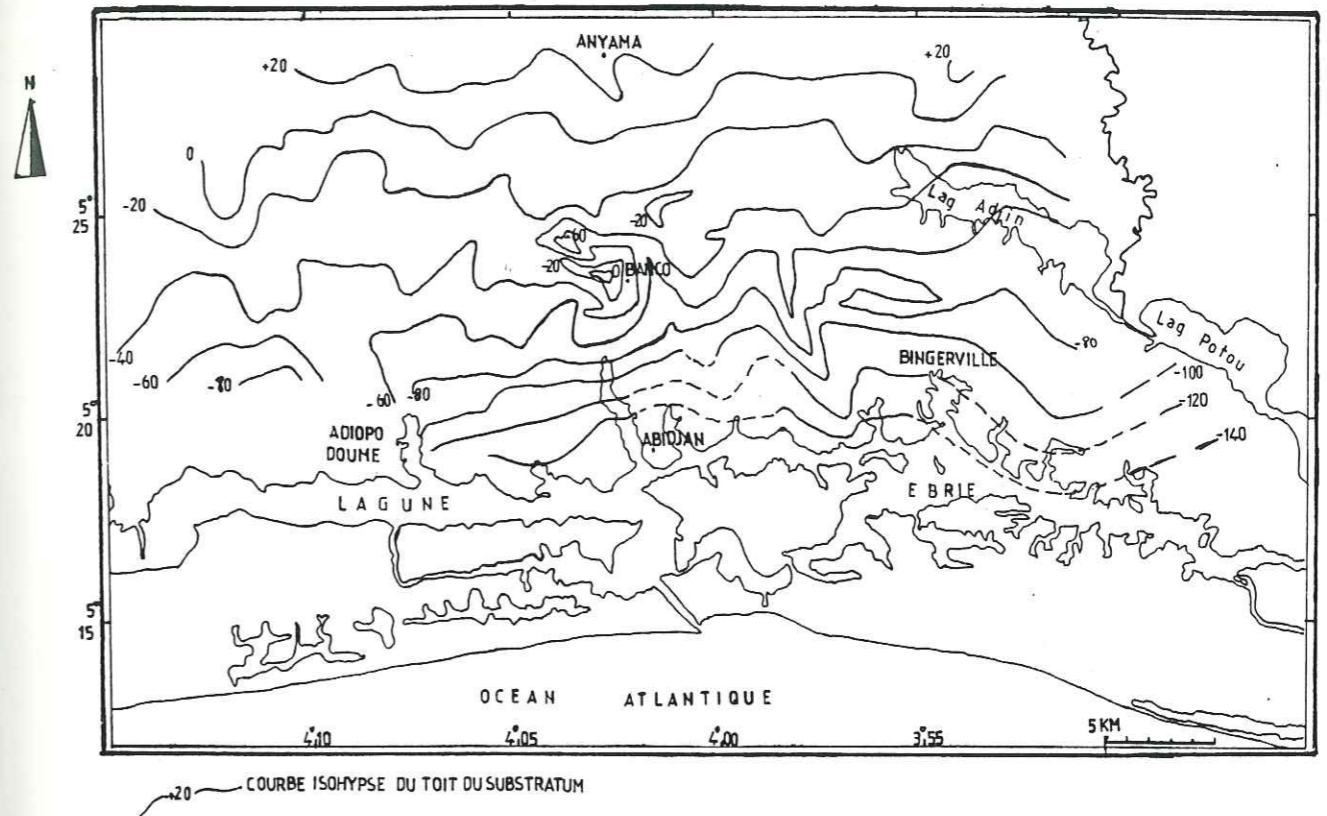 N
ANYAMA
+20
+20
0
-20
5°
25
Lag Adjin
-20
-60
-20
0
BANCO
-40
-60
-80
-60
-80
-80
Lag Potou
BINGERVILLE
-100
-120
-140
5°
20
ADIOPO
DOUME
ABIDJAN
LAGUNE
EBRIE
5°
15
OCEAN ATLANTIQUE
4°10
4°05
4°00
3°55
5 KM
+20
COURBE ISOHYPSE DU TOIT DU SUBSTRATUM